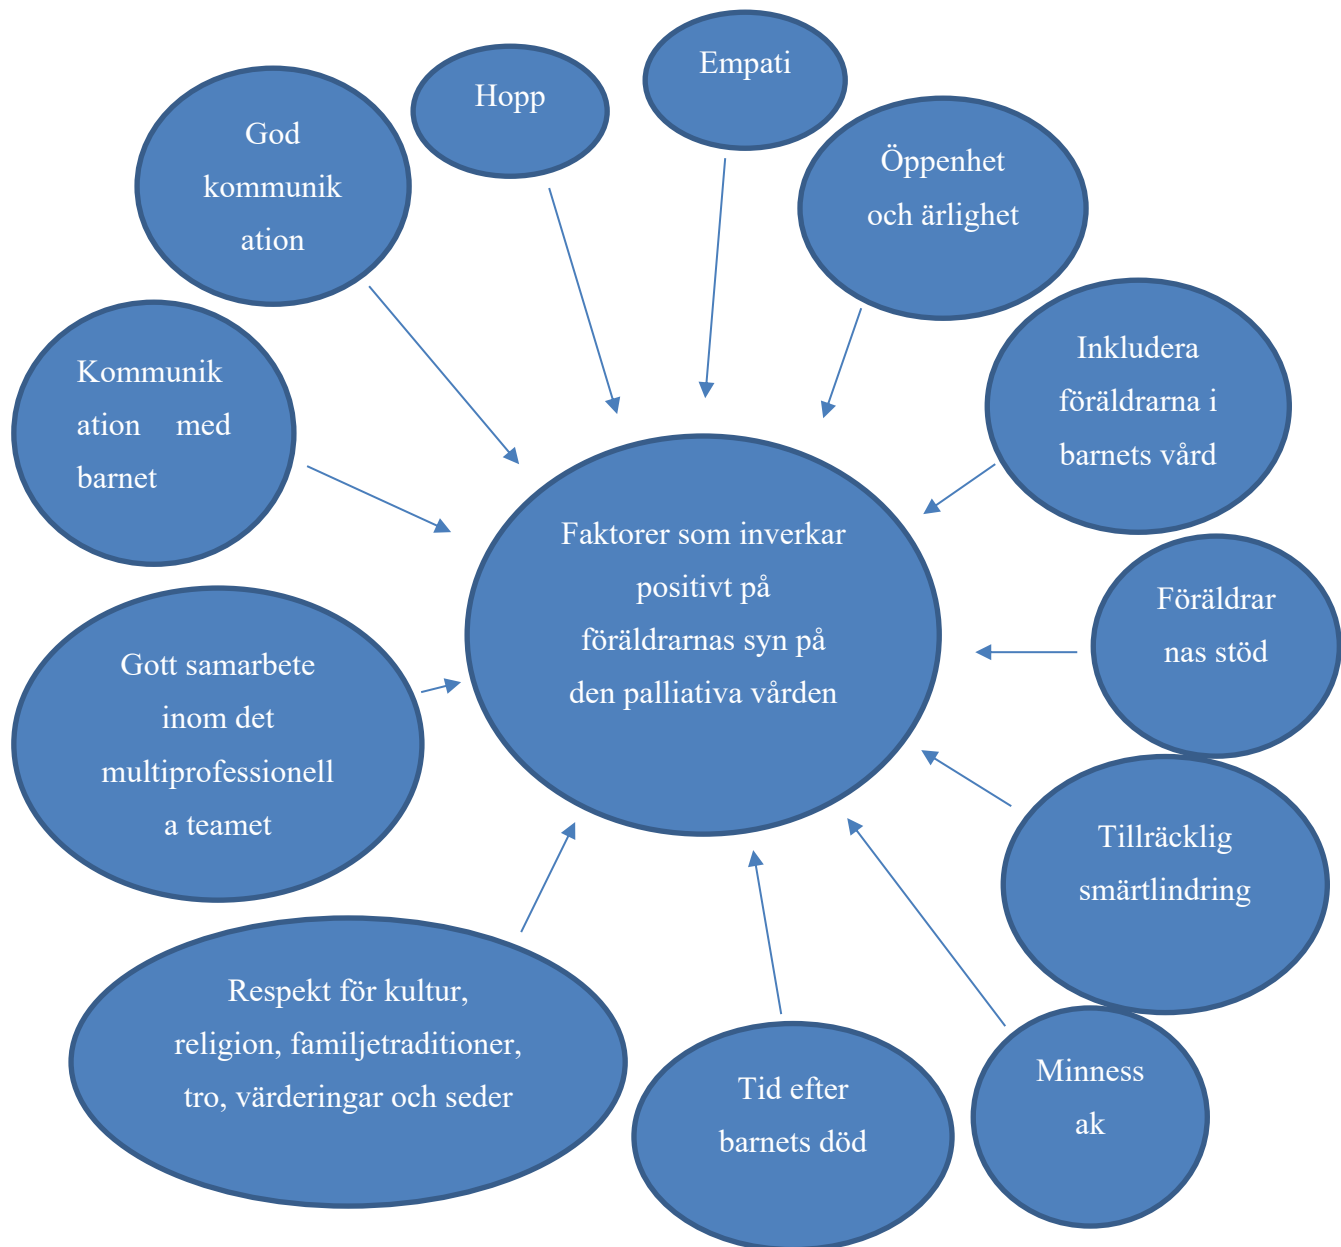 Empati
Hopp
God
kommunik
ation
Öppenhet
och ärlighet
Kommunik
ation med
barnet
Inkludera
föräldrarna i
barnets vård
Faktorer som inverkar
positivt på
föräldrarnas syn på
den palliativa vården
Föräldrar
nas stöd
Gott samarbete
inom det
multiprofessionell
a teamet
Tillräcklig
smärtlindring
Respekt för kultur,
religion, familjetraditioner,
tro, värderingar och seder
Tid efter
barnets död
Minness
ak